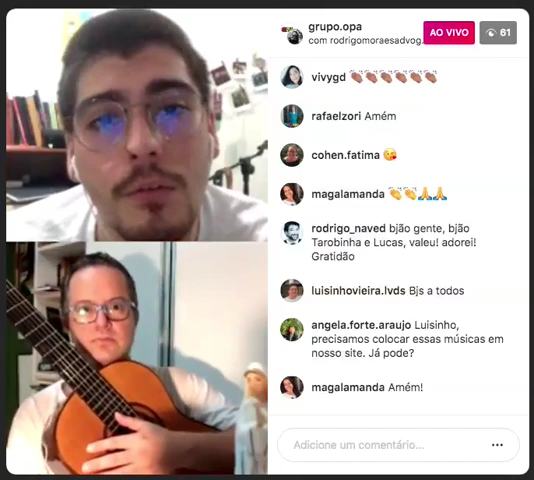 grupo.opa
com rodrigomoraesadvog.
AO VIVO
61
vivygd
rafaelzori Amém
cohen.fatima
magalamanda
rodrigo_naved bjão gente, bjão
Tarobinha e Lucas, valeu! adorei!
Gratidão
luisinhovieira.lvds Bjs a todos
angela.forte.araujo Luisinho,
precisamos colocar essas músicas em
nosso site. Já pode?
magalamanda Amém!
Adicione um comentário...